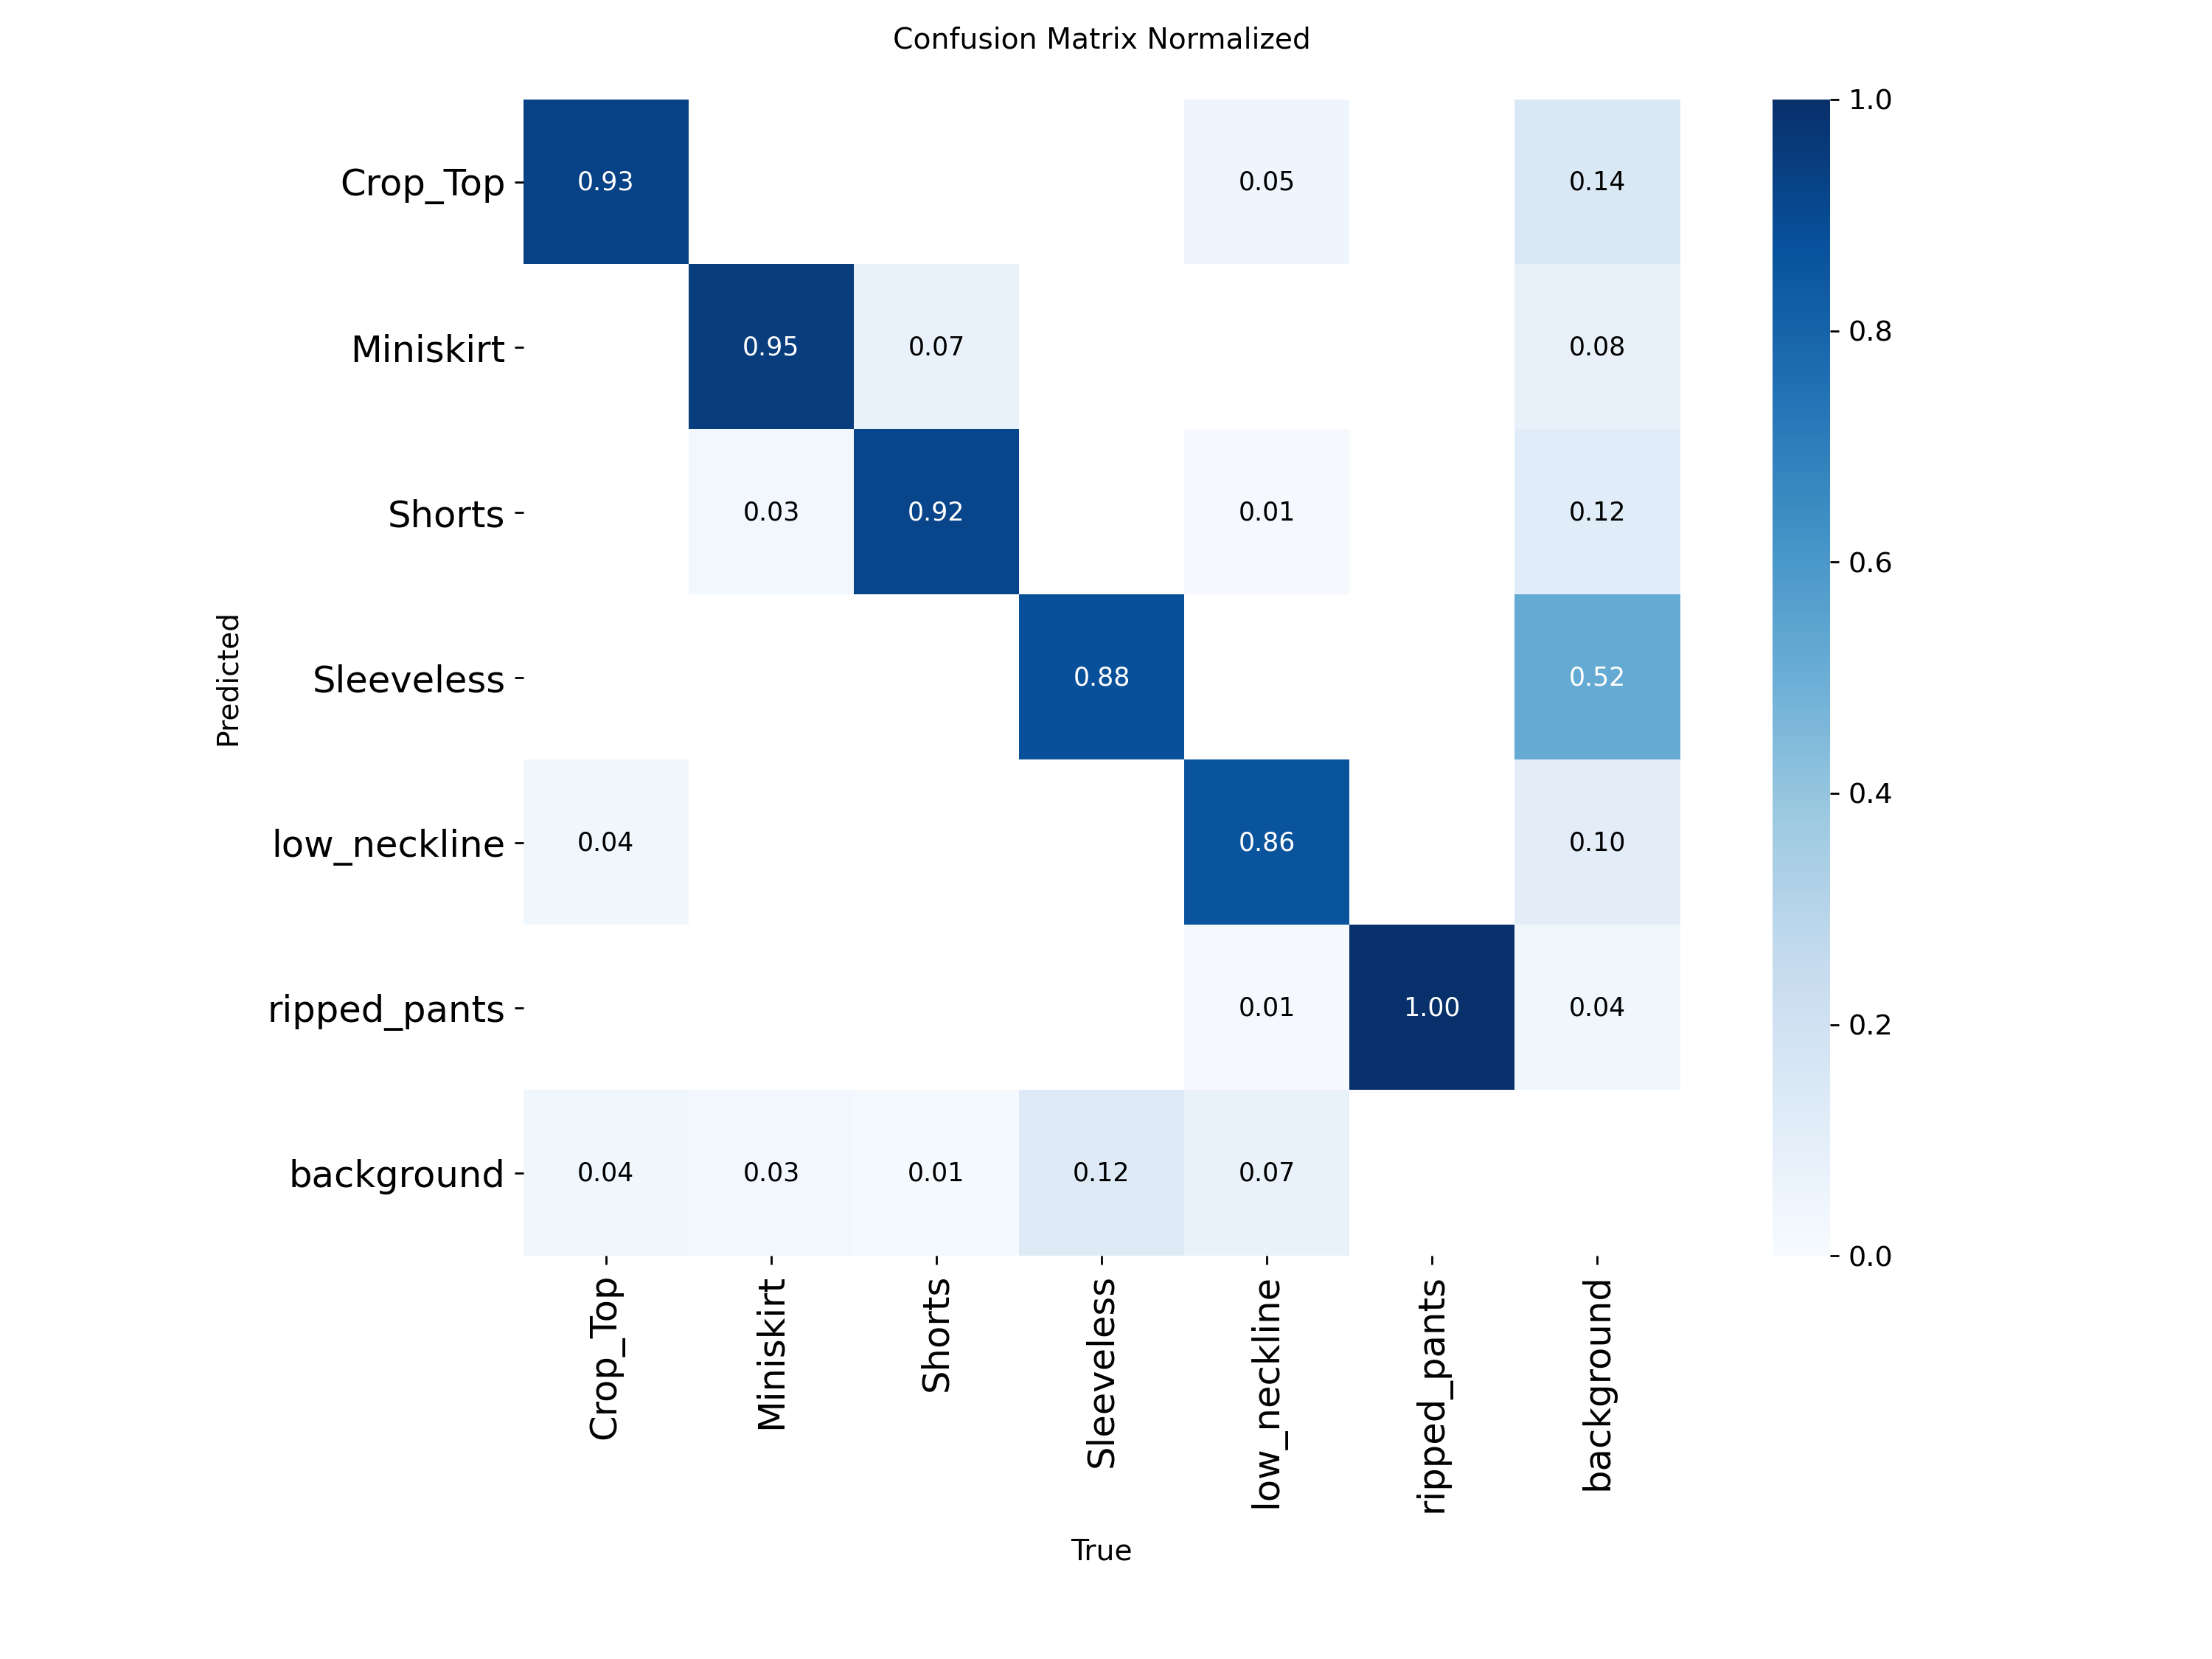 Confusion Matrix Normalized
Crop_Top 0.93 0.05 0.14
Miniskirt 0.95 0.07 0.08
Shorts 0.03 0.92 0.01 0.12
Sleeveless 0.88 0.52
low_neckline 0.04 0.86 0.10
ripped_pants 0.01 1.00 0.04
background 0.04 0.03 0.01 0.12 0.07
Predicted
Crop_Top Miniskirt Shorts Sleeveless low_neckline ripped_pants background
True
1.0
0.8
0.6
0.4
0.2
0.0